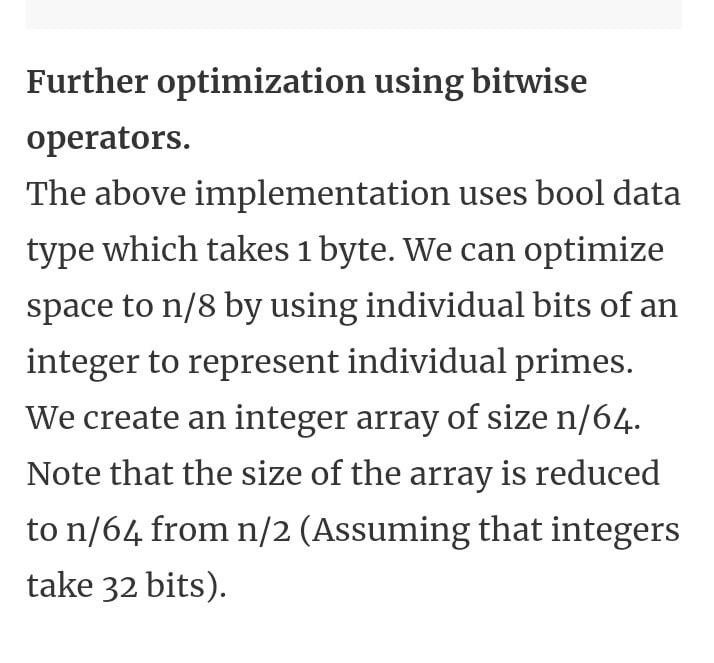 Further optimization using bitwise
operators.
The above implementation uses bool data
type which takes 1 byte. We can optimize
space to n/8 by using individual bits of an
integer to represent individual primes.
We create an integer array of size n/64.
Note that the size of the array is reduced
to n/64 from n/2 (Assuming that integers
take 32 bits).